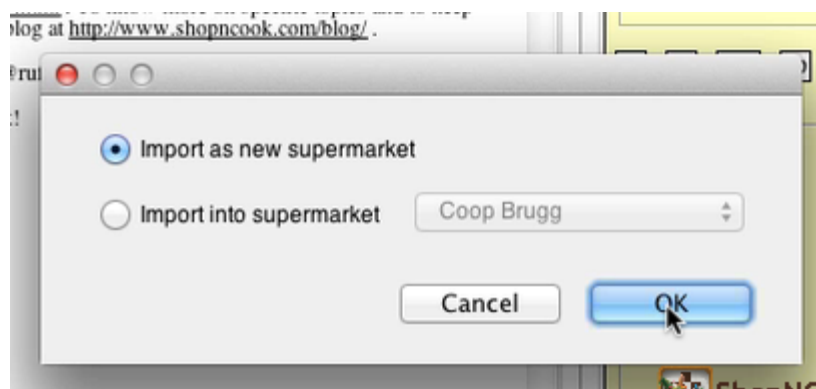 blog at http://www.shopncook.com/blog/ .
Import as new supermarket
Import into supermarket
Coop Brugg
Cancel
OK